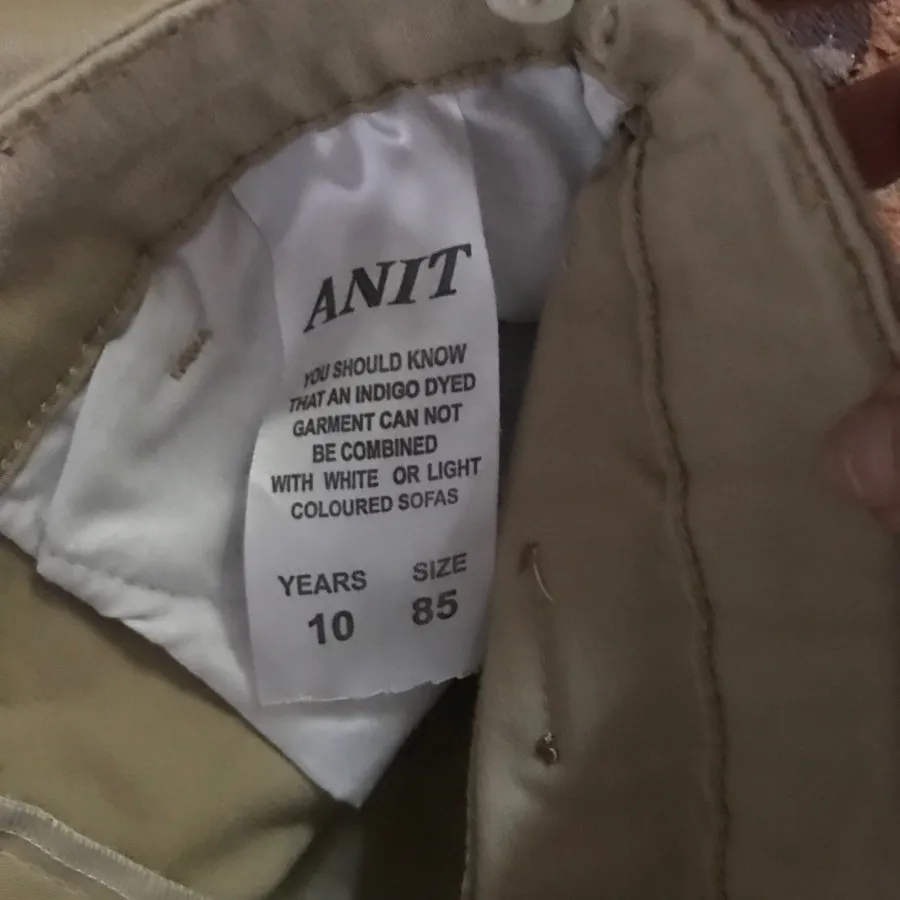 ANIT
YOU SHOULD KNOW
THAT AN INDIGO DYED
GARMENT CAN NOT
BE COMBINED
WITH WHITE OR LIGHT
COLOURED SOFAS
YEARS SIZE
10 85